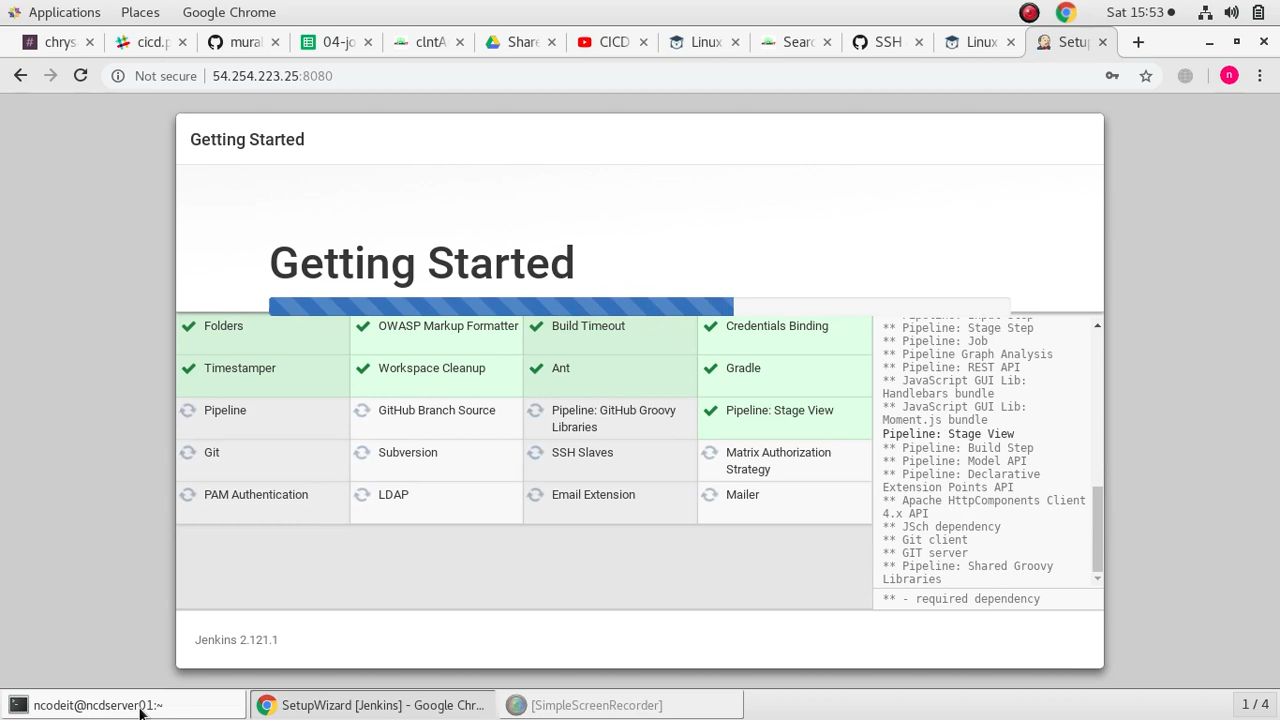 Applications Places Google Chrome Sat 15:53
chrys cicd.p mural 04-jo clntA Share CICD Linux Sear SSH Linux Setup
Not secure 54.254.223.25:8080 n
Getting Started
Getting Started
Folders OWASP Markup Formatter Build Timeout Credentials Binding
Timestamper Workspace Cleanup Ant Gradle
Pipeline GitHub Branch Source Pipeline: GitHub Groovy Libraries Pipeline: Stage View
Git Subversion SSH Slaves Matrix Authorization Strategy
PAM Authentication LDAP Email Extension Mailer
** Pipeline: Input Step
** Pipeline: Stage Step
** Pipeline: Job
** Pipeline Graph Analysis
** Pipeline: REST API
** JavaScript GUI Lib:
Handlebars bundle
** JavaScript GUI Lib:
Moment.js bundle
Pipeline: Stage View
** Pipeline: Build Step
** Pipeline: Model API
** Pipeline: Declarative
Extension Points API
** Apache HttpComponents Client
4.x API
** JSch dependency
** Git client
** GIT server
** Pipeline: Shared Groovy
Libraries
** - required dependency
Jenkins 2.121.1
ncodeit@ncdserver01:~ SetupWizard [Jenkins] - Google Chr... [SimpleScreenRecorder] 1 / 4